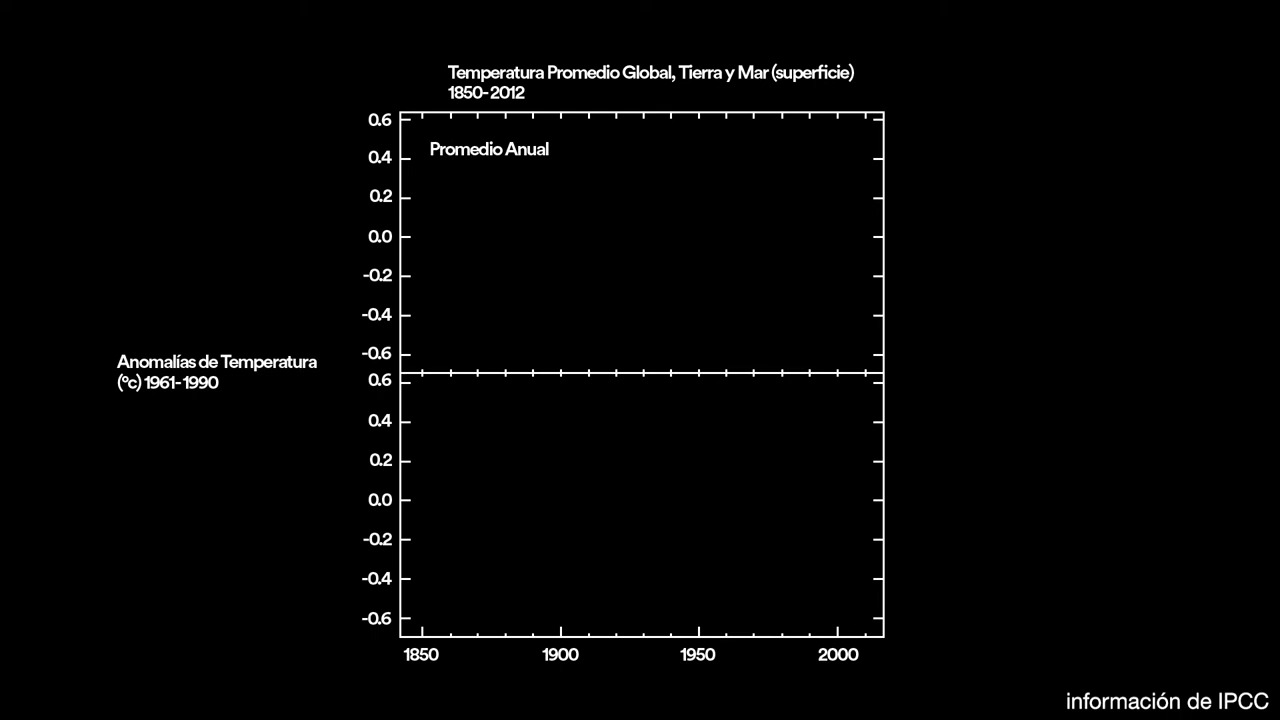 Temperatura Promedio Global, Tierra y Mar (superficie)
1850-2012
Promedio Anual
0.6
0.4
0.2
0.0
-0.2
-0.4
-0.6
Anomalías de Temperatura
(ºc) 1961-1990
0.6
0.4
0.2
0.0
-0.2
-0.4
-0.6
1850 1900 1950 2000
información de IPCC